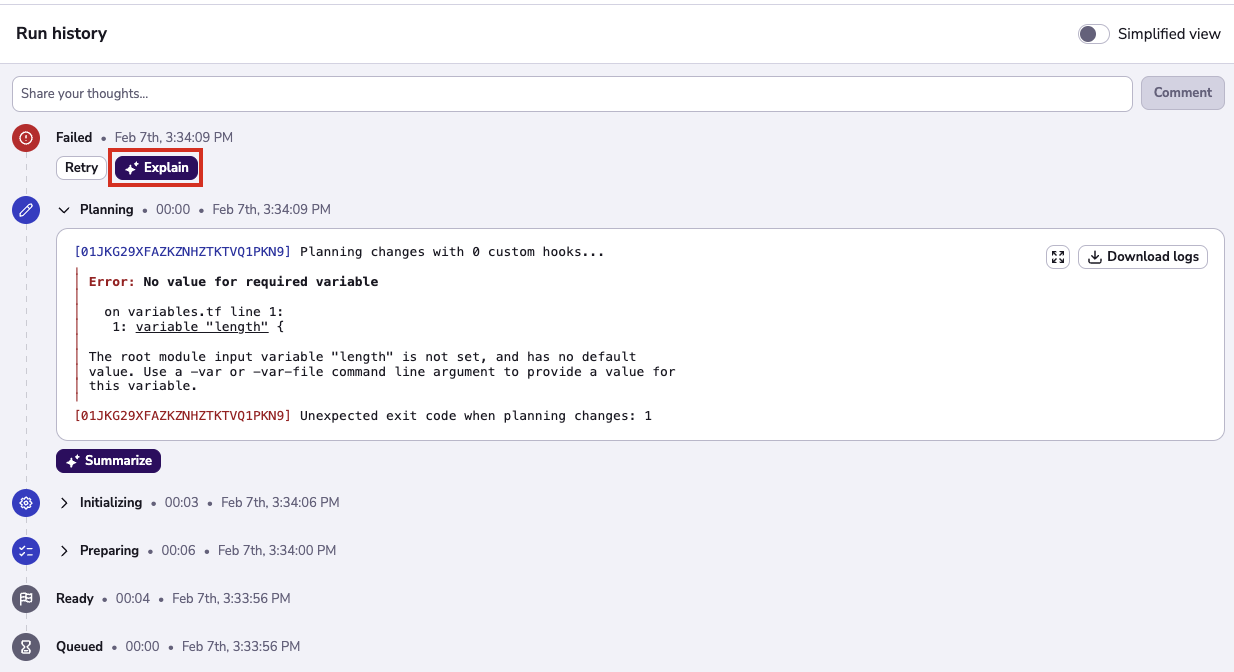 Run history
Simplified view
Share your thoughts...
Comment
Failed • Feb 7th, 3:34:09 PM
Retry
Explain
Planning • 00:00 • Feb 7th, 3:34:09 PM
[01JKG29XFAZKZNHZTKTVQ1PKN9] Planning changes with 0 custom hooks...
Download logs
Error: No value for required variable
on variables.tf line 1:
1: variable "length" {
The root module input variable "length" is not set, and has no default
value. Use a -var or -var-file command line argument to provide a value for
this variable.
[01JKG29XFAZKZNHZTKTVQ1PKN9] Unexpected exit code when planning changes: 1
Summarize
Initializing • 00:03 • Feb 7th, 3:34:06 PM
Preparing • 00:06 • Feb 7th, 3:34:00 PM
Ready • 00:04 • Feb 7th, 3:33:56 PM
Queued • 00:00 • Feb 7th, 3:33:56 PM